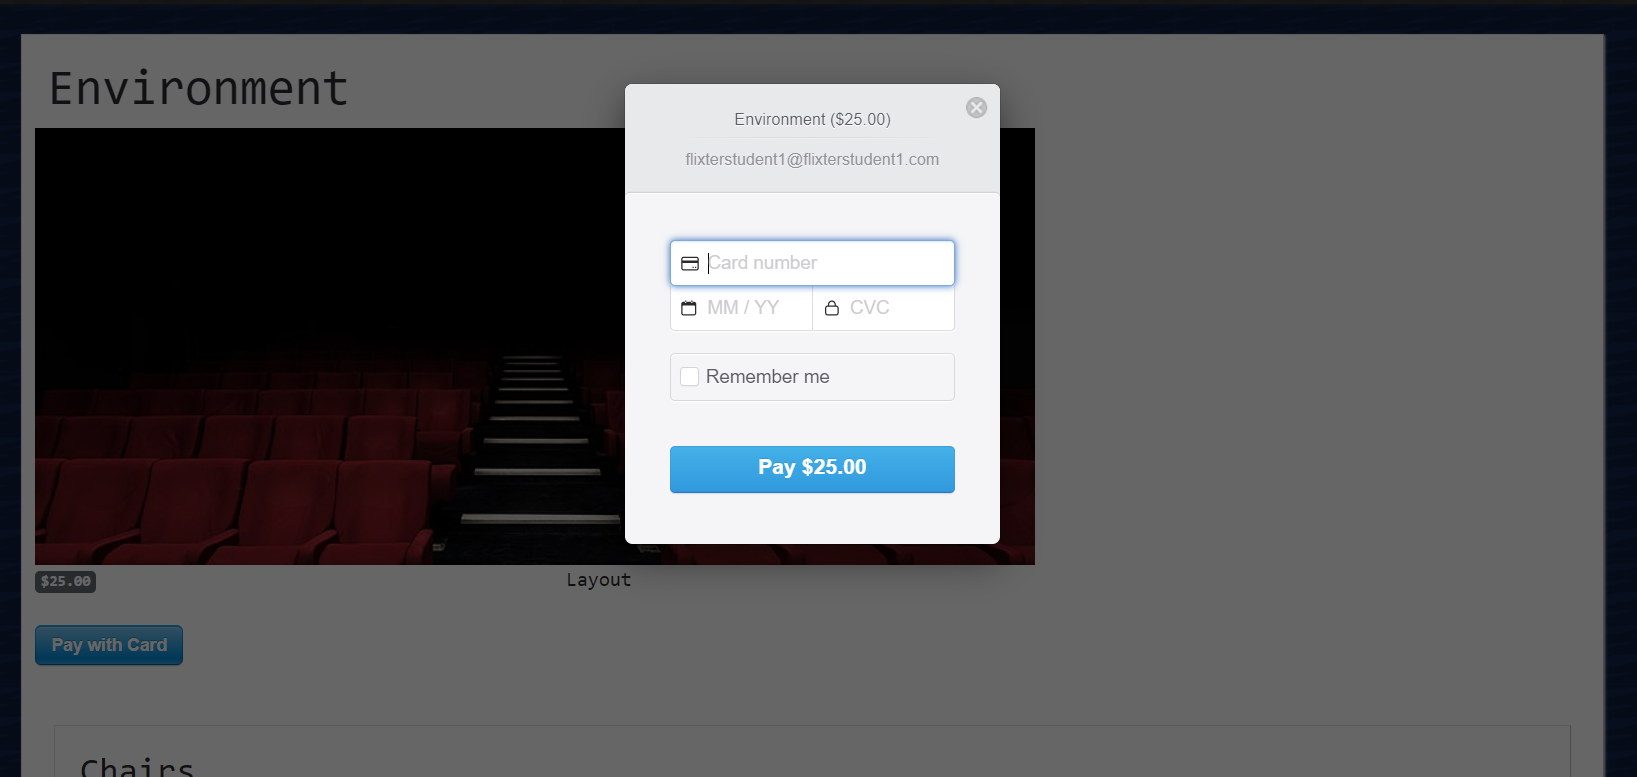 Environment
Environment ($25.00)
flixterstudent1@flixterstudent1.com
Card number
MM / YY
CVC
Remember me
Pay $25.00
$25.00
Layout
Pay with Card
Chairs